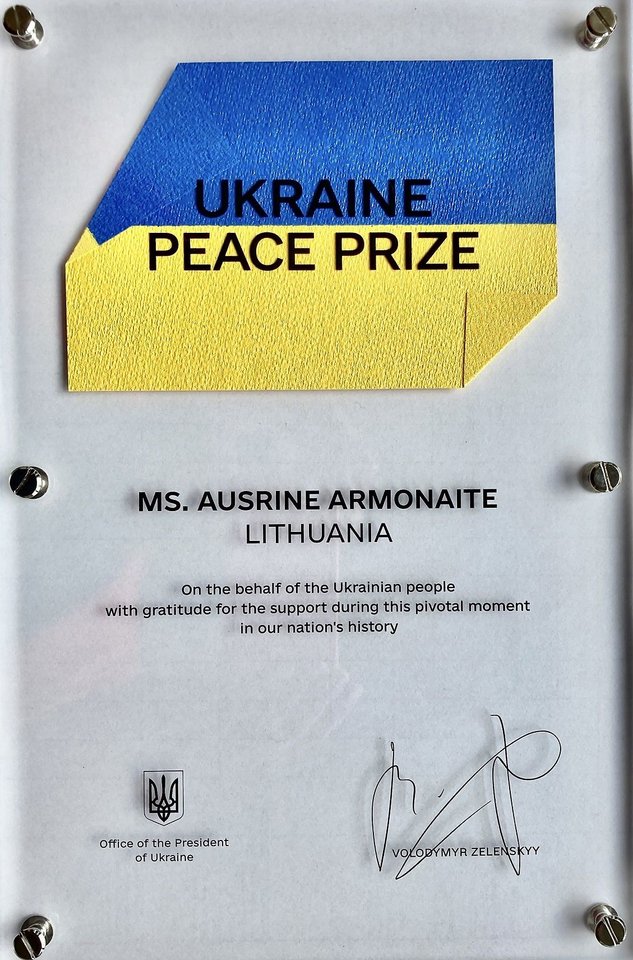 UKRAINE
PEACE PRIZE
MS. AUSRINE ARMONAITE
LITHUANIA
On the behalf of the Ukrainian people
with gratitude for the support during this pivotal moment
in our nation's history
Office of the President
of Ukraine
VOLODYMYR ZELENSKYY